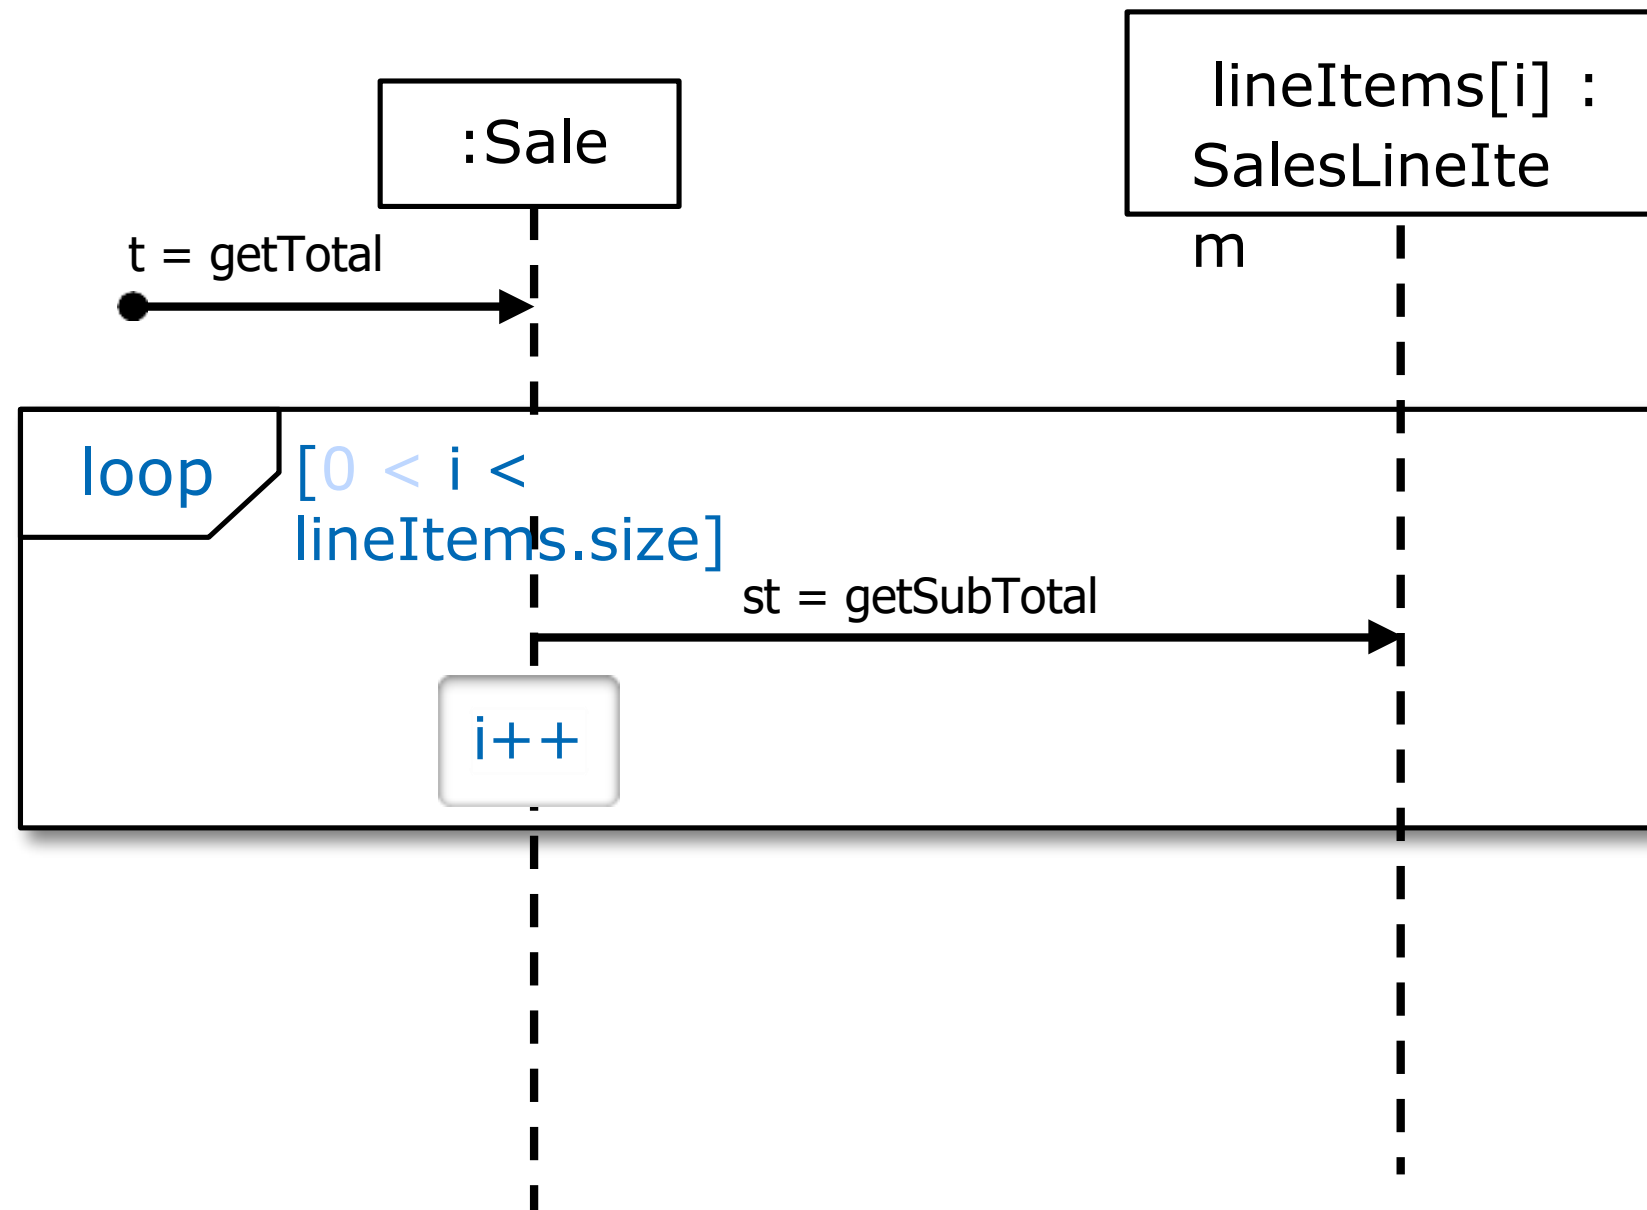 :Sale
lineItems[i] :
SalesLineIte
m
t = getTotal
loop
[0 < i <
lineItems.size]
st = getSubTotal
i++